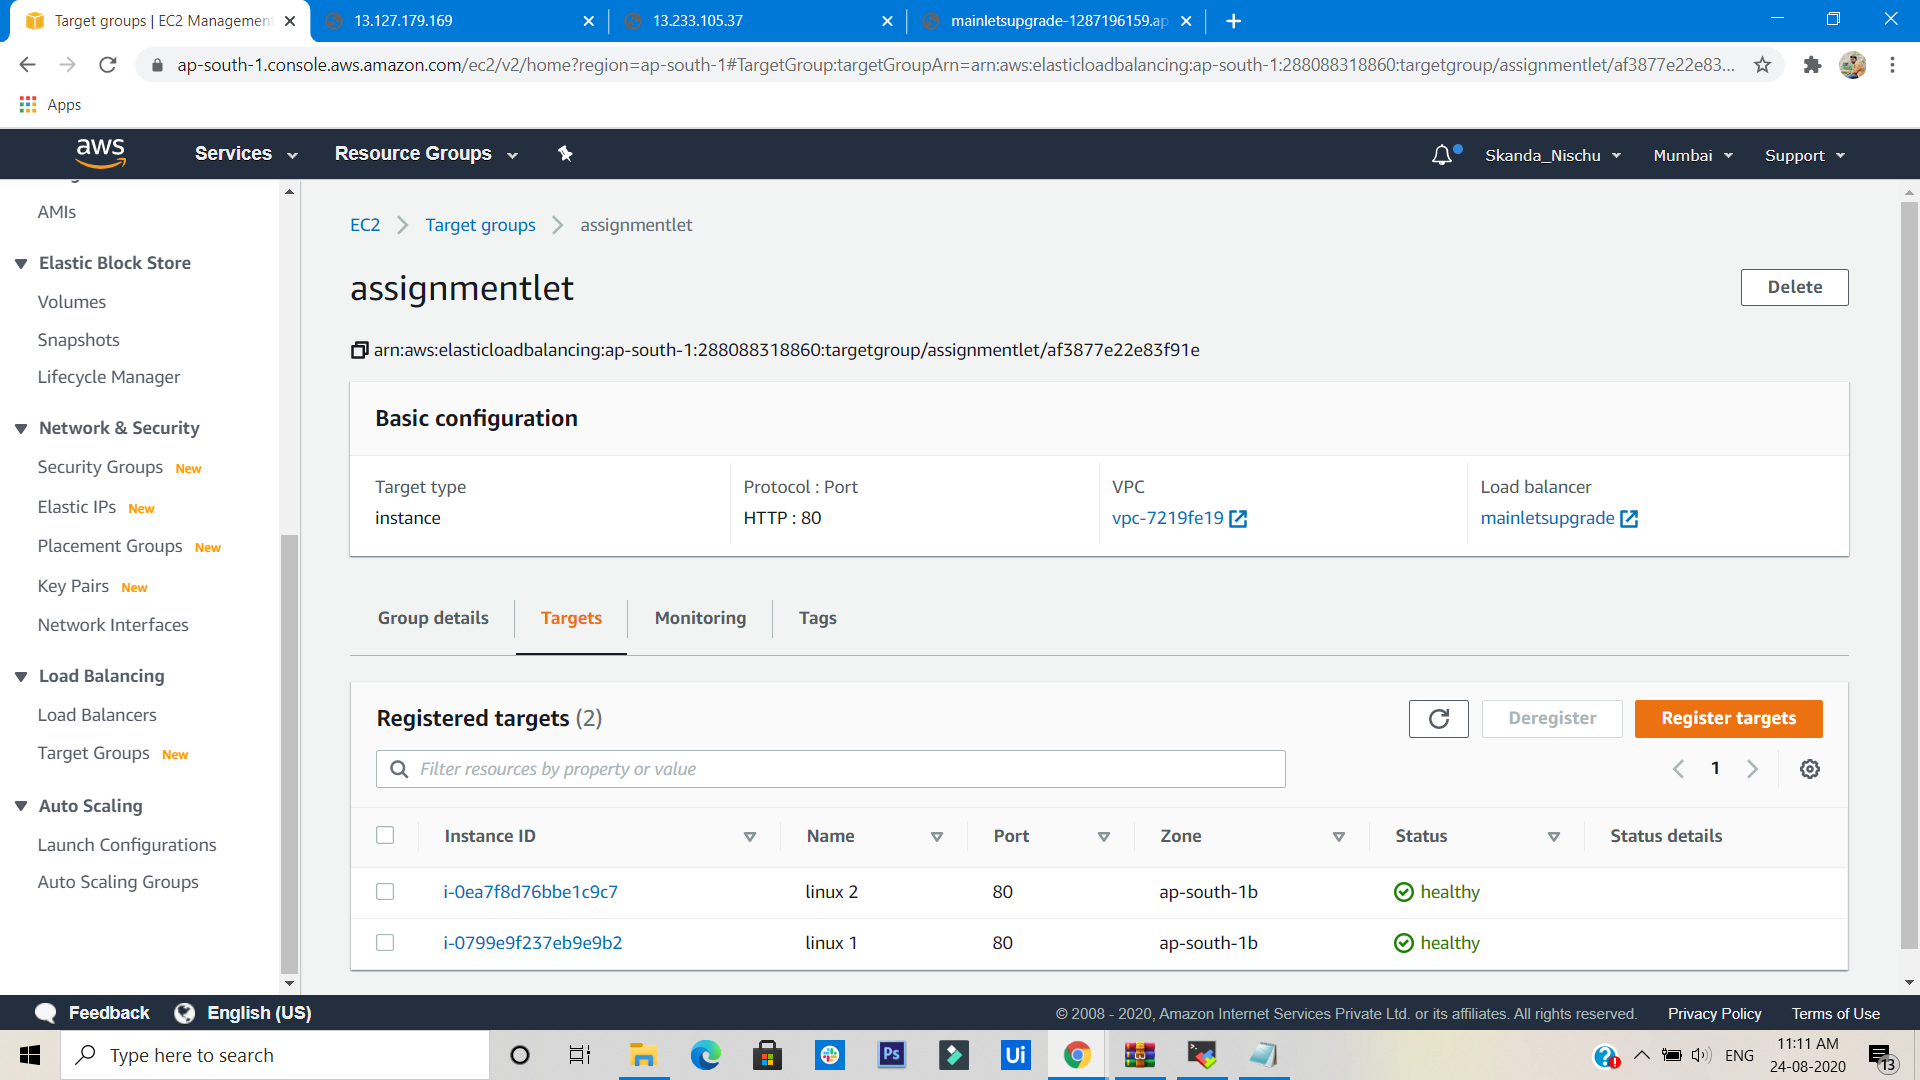 Target groups | EC2 Management
13.127.179.169
13.233.105.37
mainletsupgrade-1287196159.ap
ap-south-1.console.aws.amazon.com/ec2/v2/home?region=ap-south-1#TargetGroup:targetGroupArn=arn:aws:elasticloadbalancing:ap-south-1:288088318860:targetgroup/assignmentlet/af3877e22e83...
Apps
aws
Services
Resource Groups
Skanda_Nischu
Mumbai
Support
AMIs
Elastic Block Store
Volumes
Snapshots
Lifecycle Manager
Network & Security
Security Groups New
Elastic IPs New
Placement Groups New
Key Pairs New
Network Interfaces
Load Balancing
Load Balancers
Target Groups New
Auto Scaling
Launch Configurations
Auto Scaling Groups
EC2 > Target groups > assignmentlet
assignmentlet
Delete
arn:aws:elasticloadbalancing:ap-south-1:288088318860:targetgroup/assignmentlet/af3877e22e83f91e
Basic configuration
Target type
instance
Protocol : Port
HTTP : 80
VPC
vpc-7219fe19
Load balancer
mainletsupgrade
Group details
Targets
Monitoring
Tags
Registered targets (2)
Deregister
Register targets
Filter resources by property or value
1
Instance ID Name Port Zone Status Status details
i-0ea7f8d76bbe1c9c7 linux 2 80 ap-south-1b healthy
i-0799e9f237eb9e9b2 linux 1 80 ap-south-1b healthy
Feedback
English (US)
© 2008 - 2020, Amazon Internet Services Private Ltd. or its affiliates. All rights reserved.
Privacy Policy
Terms of Use
Type here to search
Ps
Ui
ENG
11:11 AM
24-08-2020
13